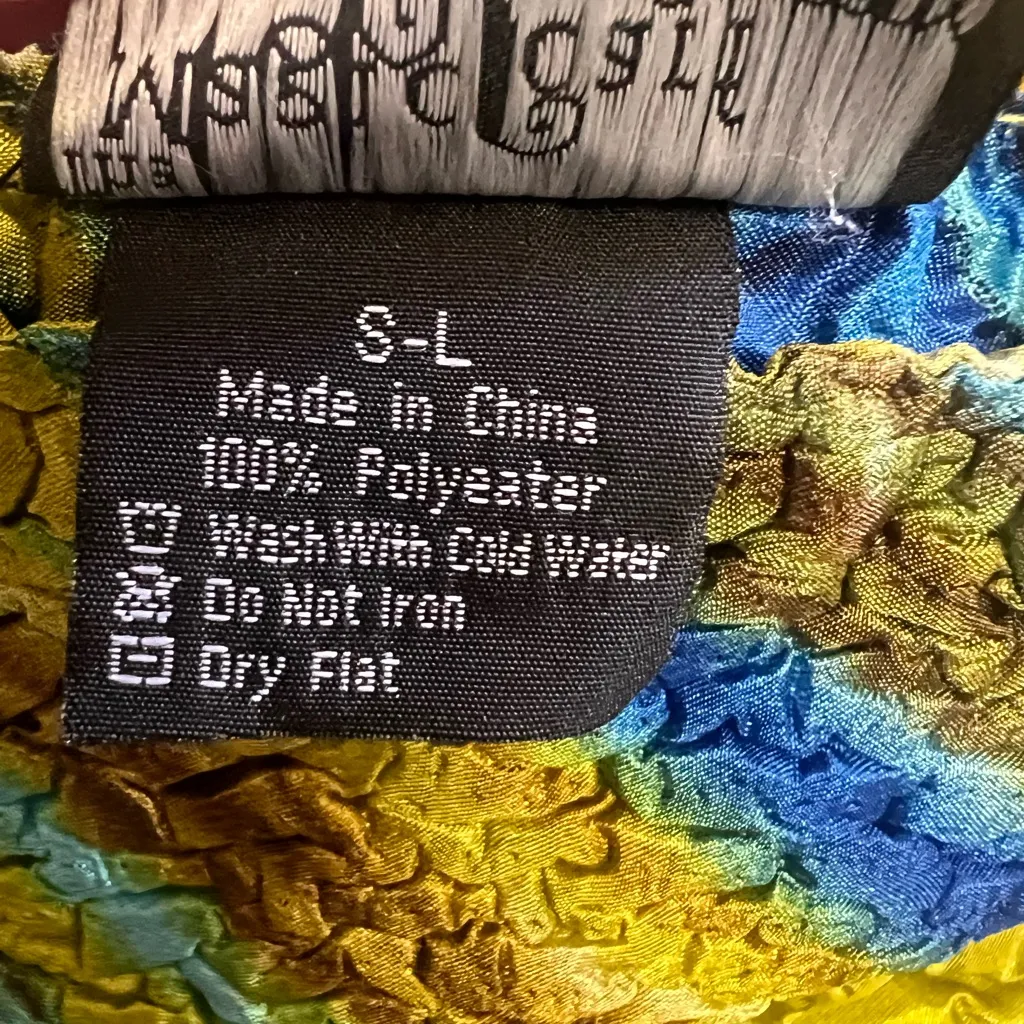 S-L
Made in China
100% Polyeater
Wash With Cold Water
Do Not Iron
Dry Flat